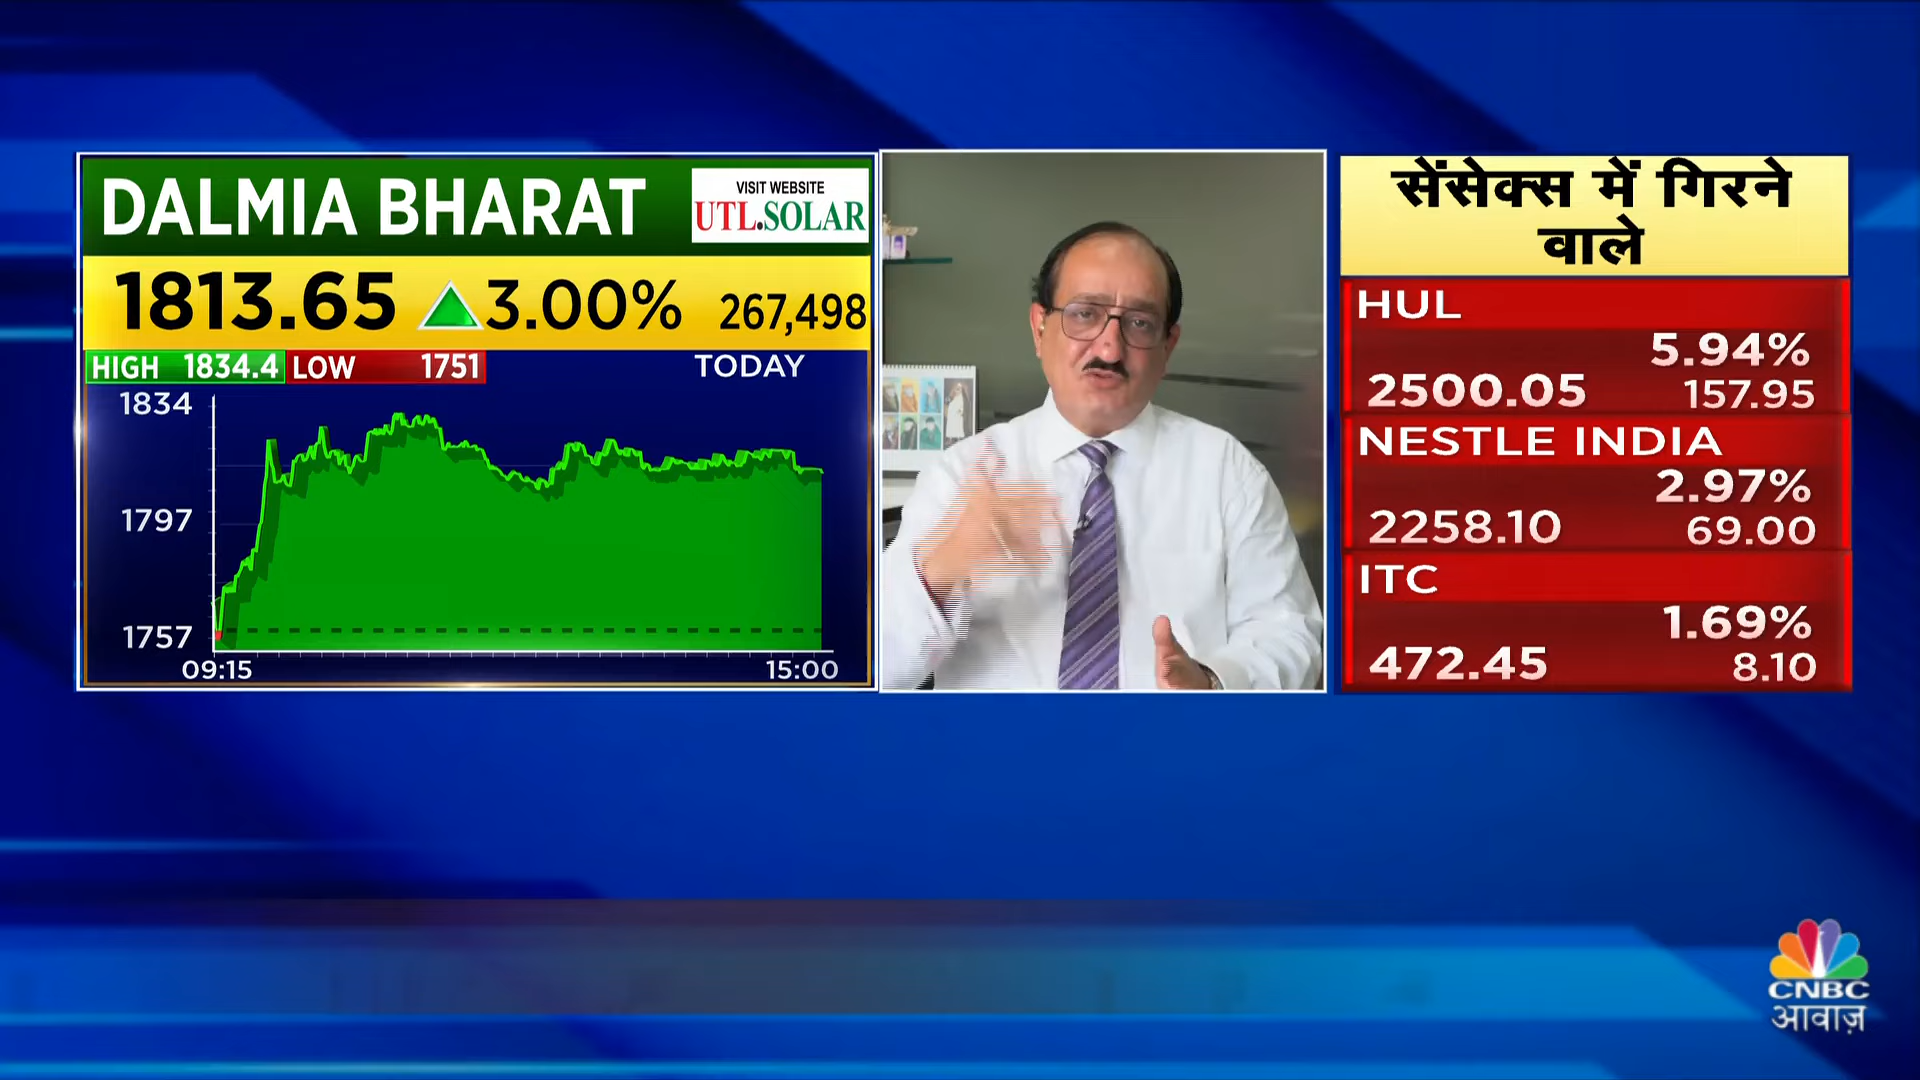 DALMIA BHARAT
VISIT WEBSITE
UTL.SOLAR
1813.65 3.00% 267,498
HIGH 1834.4 LOW 1751 TODAY
1834
1797
1757
09:15 15:00
सेंसेक्स में गिरने
वाले
HUL
5.94%
2500.05 157.95
NESTLE INDIA
2.97%
2258.10 69.00
ITC
1.69%
472.45 8.10
CNBC
आवाज़